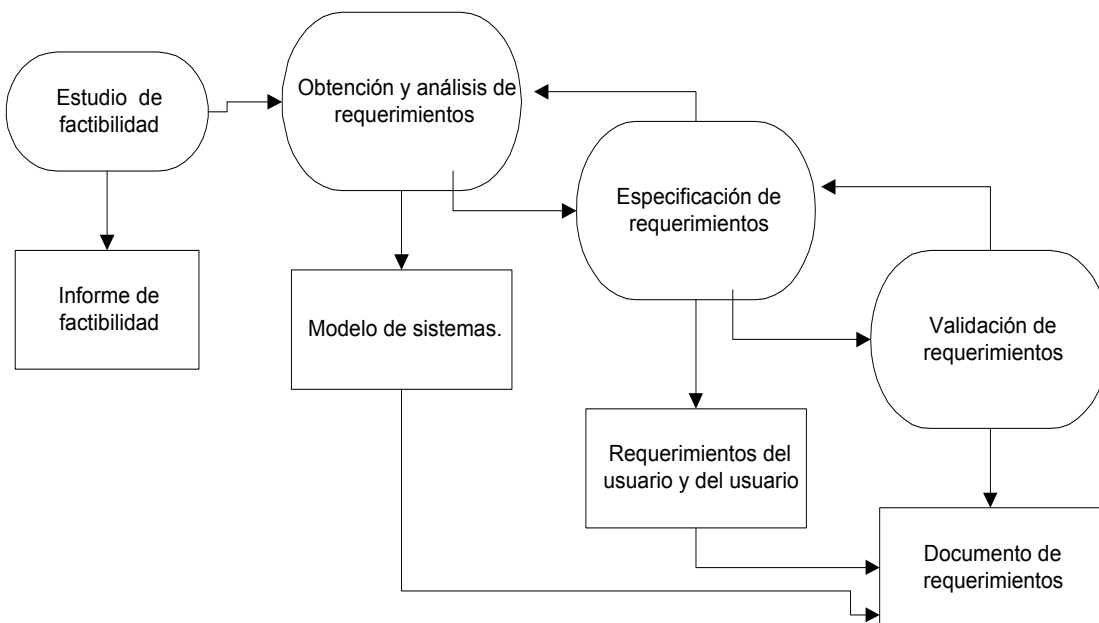 Estudio de
factibilidad
Obtención y análisis de
requerimientos
Especificación de
requerimientos
Validación de
requerimientos
Informe de
factibilidad
Modelo de sistemas.
Requerimientos del
usuario y del usuario
Documento de
requerimientos